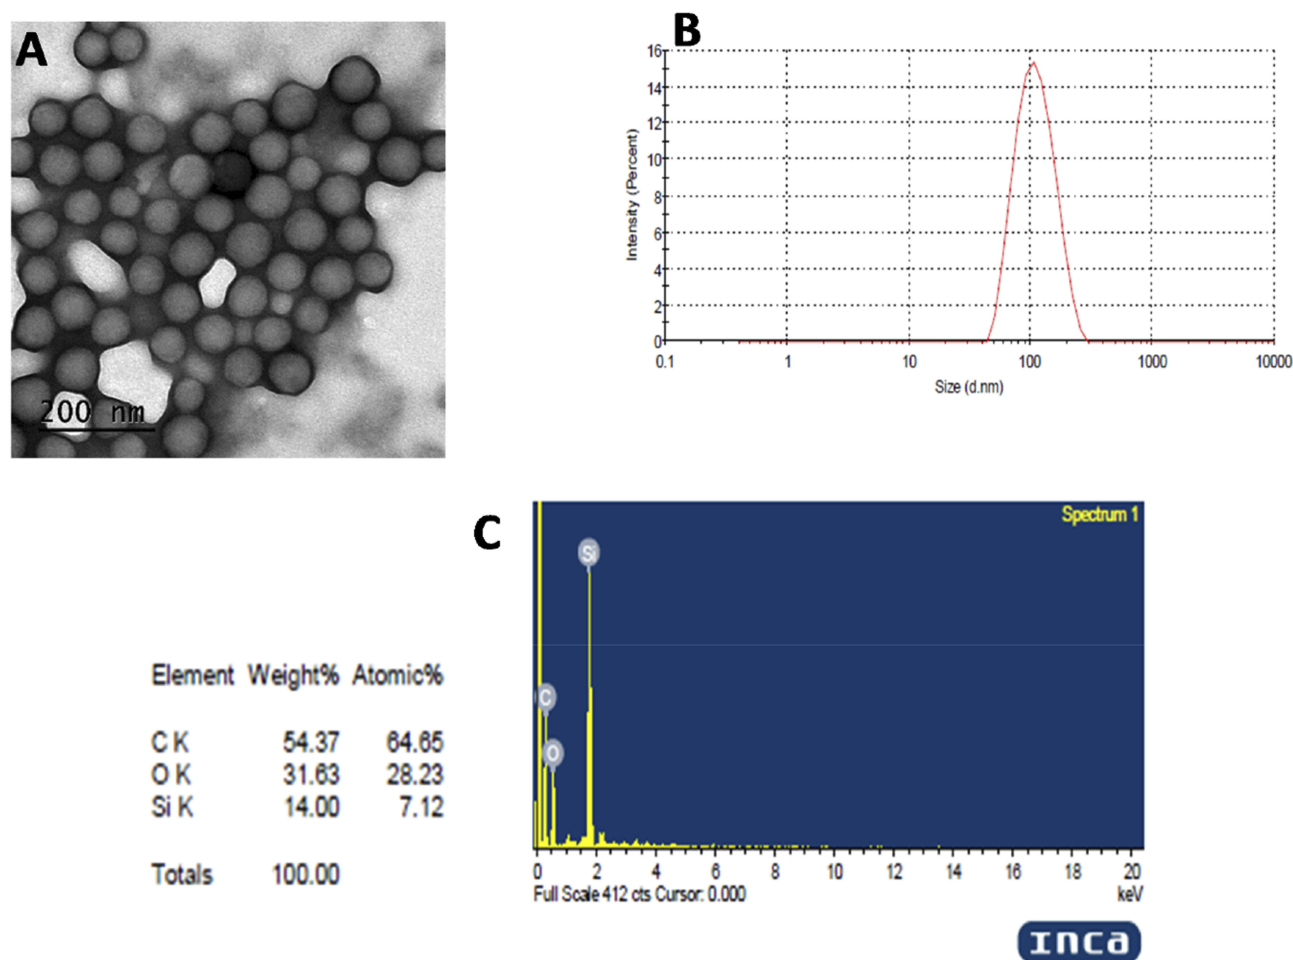 A
200 nm
B
16
14
12
10
8
6
4
2
0
Intensity (Percent)
0.1 1 10 100 1000 10000
Size (d.nm)
C
Spectrum 1
Si
C
O
0 2 4 6 8 10 12 14 16 18 20
Full Scale 412 cts Cursor: 0.000 keV
Element Weight% Atomic%
C K 54.37 64.65
O K 31.63 28.23
Si K 14.00 7.12
Totals 100.00
INCA